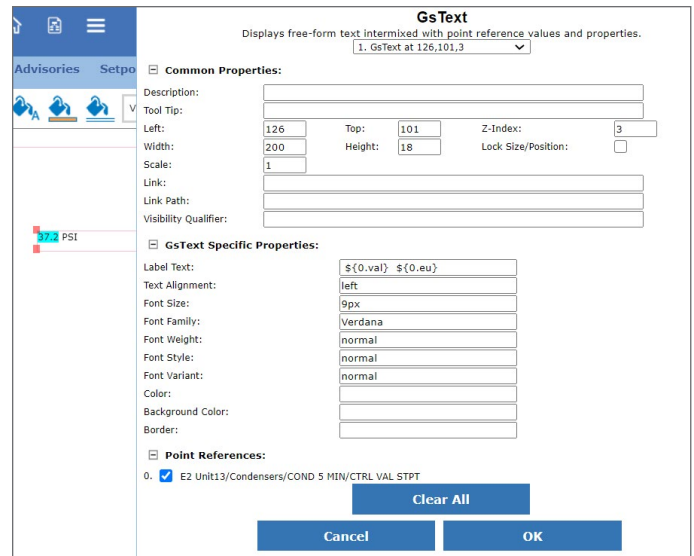 GsText
Displays free-form text intermixed with point reference values and properties.
1. GsText at 126,101,3
Advisories Setpo
A V
37.2 PSI
Common Properties:
Description:
Tool Tip:
Left: 126 Top: 101 Z-Index: 3
Width: 200 Height: 18 Lock Size/Position:
Scale: 1
Link:
Link Path:
Visibility Qualifier:
GsText Specific Properties:
Label Text: ${0.val} ${0.eu}
Text Alignment: left
Font Size: 9px
Font Family: Verdana
Font Weight: normal
Font Style: normal
Font Variant: normal
Color:
Background Color:
Border:
Point References:
0. E2 Unit13/Condensers/COND 5 MIN/CTRL VAL STPT
Clear All
Cancel OK